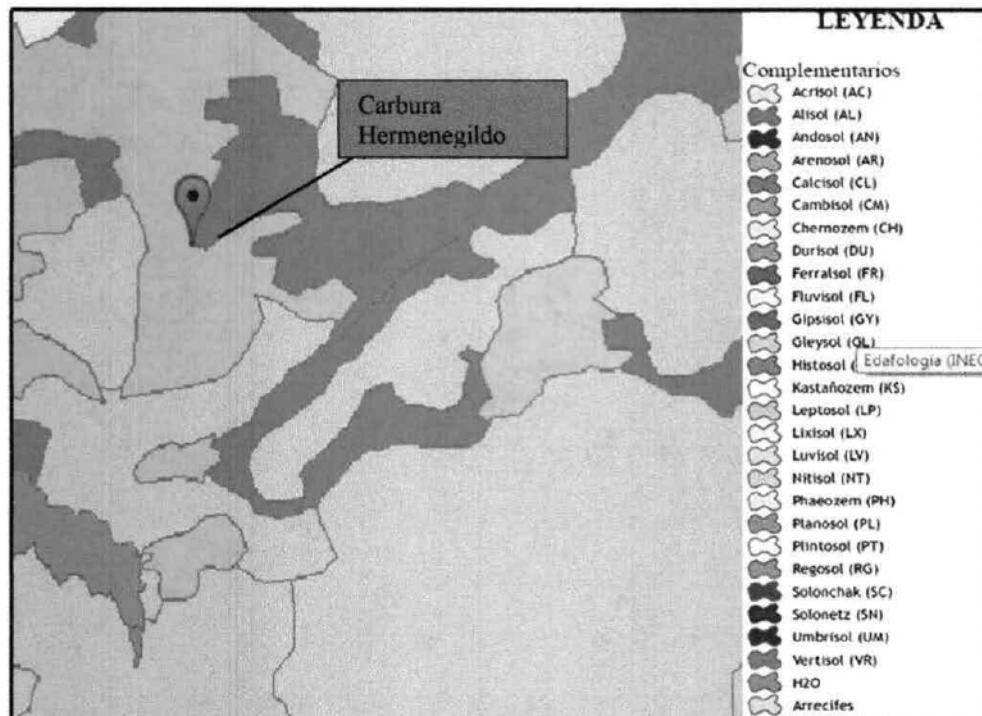 LEYENDA
Carbura
Hermenegildo
Complementarios
Acrisol (AC)
Alisol (AL)
Andosol (AN)
Arenosol (AR)
Calcisol (CL)
Cambisol (CM)
Chernozem (CH)
Durisol (DU)
Ferralsol (FR)
Fluvisol (FL)
Gipsisol (GY)
Gleysol (GL)
Histosol (
Edafología (INEG
Kastañozem (KS)
Leptosol (LP)
Lixisol (LX)
Luvisol (LV)
Nitisol (NT)
Phaeozem (PH)
Planosol (PL)
Plintosol (PT)
Regosol (RG)
Solonchak (SC)
Solonetz (SN)
Umbrisol (UM)
Vertisol (VR)
H2O
Arrecifes